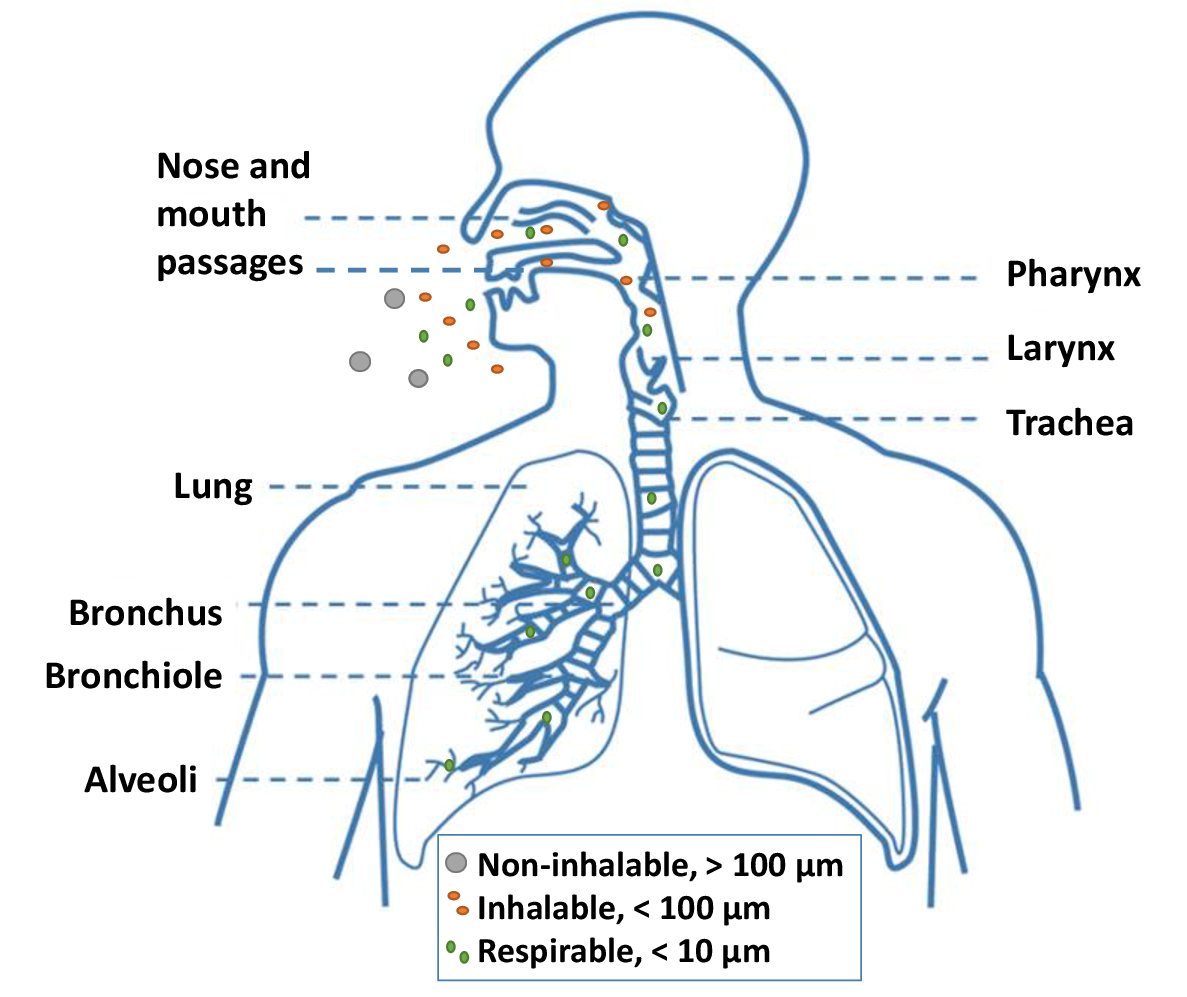 Nose and
mouth
passages
Pharynx
Larynx
Trachea
Lung
Bronchus
Bronchiole
Alveoli
Non-inhalable, > 100 μm
Inhalable, < 100 μm
Respirable, < 10 μm